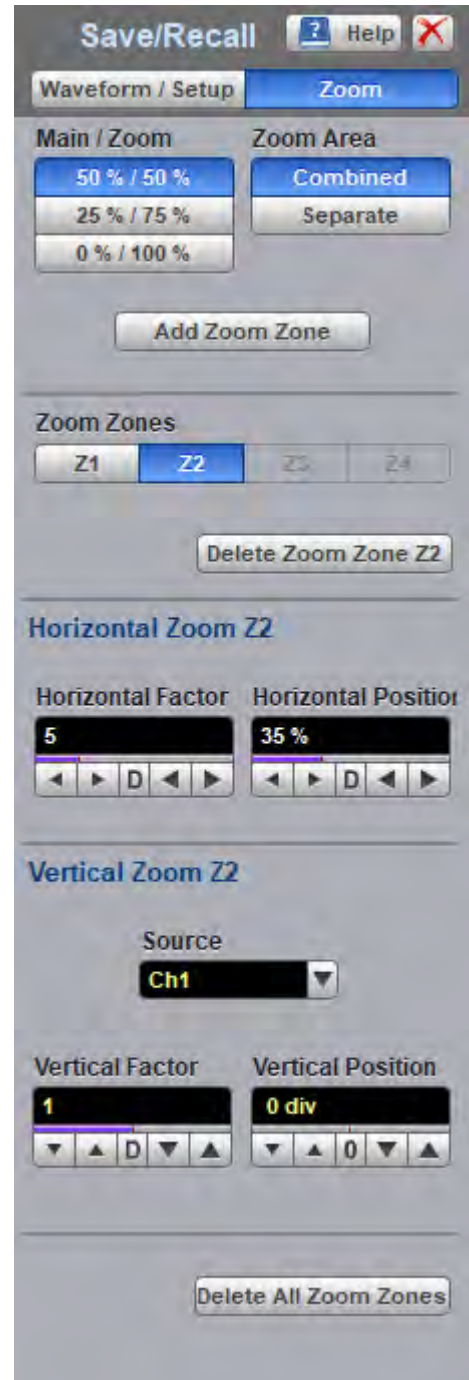 Save/Recall ? Help X
Waveform / Setup Zoom
Main / Zoom Zoom Area
50 % / 50 % Combined
25 % / 75 % Separate
0 % / 100 %
Add Zoom Zone
Zoom Zones
Z1 Z2 Z3 Z4
Delete Zoom Zone Z2
Horizontal Zoom Z2
Horizontal Factor Horizontal Position
5 35 %
D D
Vertical Zoom Z2
Source
Ch1
Vertical Factor Vertical Position
1 0 div
D 0
Delete All Zoom Zones